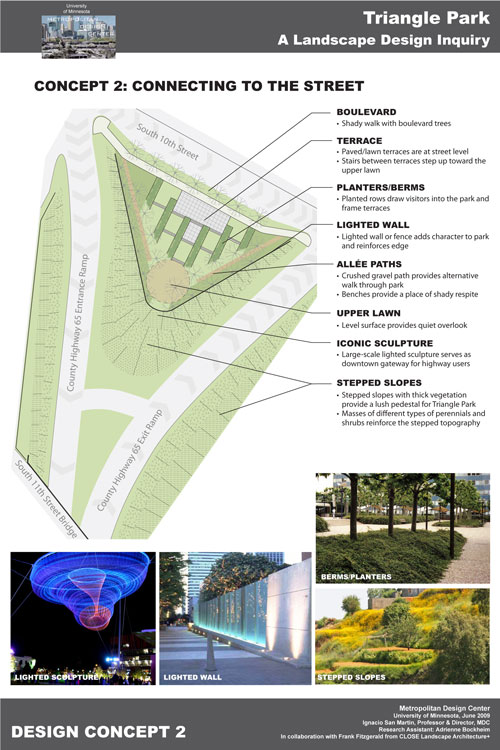 University
of Minnesota
METROPOLITAN
DESIGN
CENTER
Triangle Park
A Landscape Design Inquiry
CONCEPT 2: CONNECTING TO THE STREET
South 10th Street
County Highway 65 Entrance Ramp
County Highway 65 Exit Ramp
South 11th Street Bridge
BOULEVARD
• Shady walk with boulevard trees
TERRACE
• Paved/lawn terraces are at street level
• Stairs between terraces step up toward the
upper lawn
PLANTERS/BERMS
• Planted rows draw visitors into the park and
frame terraces
LIGHTED WALL
• Lighted wall or fence adds character to park
and reinforces edge
ALLÉE PATHS
• Crushed gravel path provides alternative
walk through park
• Benches provide a place of shady respite
UPPER LAWN
• Level surface provides quiet overlook
ICONIC SCULPTURE
• Large-scale lighted sculpture serves as
downtown gateway for highway users
STEPPED SLOPES
• Stepped slopes with thick vegetation
provide a lush pedestal for Triangle Park
• Masses of different types of perennials and
shrubs reinforce the stepped topography
BERMS/PLANTERS
LIGHTED SCULPTURE
LIGHTED WALL
STEPPED SLOPES
DESIGN CONCEPT 2
Metropolitan Design Center
University of Minnesota, June 2009
Ignacio San Martin, Professor & Director, MDC
Research Assistant: Adrienne Bockheim
In collaboration with Frank Fitzgerald from CLOSE Landscape Architecture+